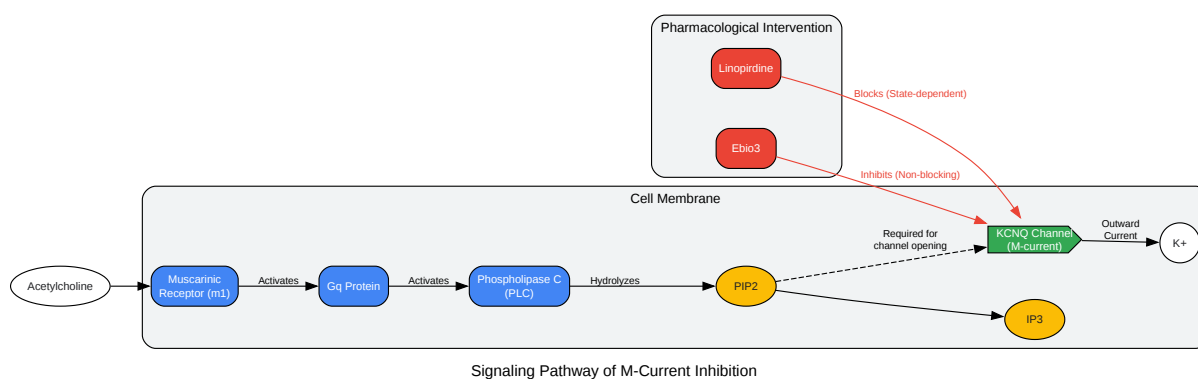 Pharmacological Intervention
Linopirdine
Blocks (State-dependent)
Ebio3
Inhibits (Non-blocking)
Cell Membrane
Acetylcholine
Muscarinic
Receptor (m1)
Activates
Gq Protein
Activates
Phospholipase C
(PLC)
Hydrolyzes
PIP2
Required for
channel opening
KCNQ Channel
(M-current)
Outward
Current
K+
IP3
Signaling Pathway of M-Current Inhibition